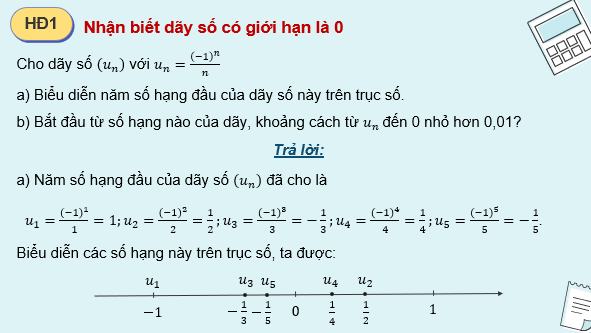 HĐ1 Nhận biết dãy số có giới hạn là 0
Cho dãy số (uₙ) với uₙ = (−1)ⁿ/n
a) Biểu diễn năm số hạng đầu của dãy số này trên trục số.
b) Bắt đầu từ số hạng nào của dãy, khoảng cách từ uₙ đến 0 nhỏ hơn 0,01?
Trả lời:
a) Năm số hạng đầu của dãy số (uₙ) đã cho là
u₁ = (−1)¹/1 = 1; u₂ = (−1)²/2 = 1/2; u₃ = (−1)³/3 = −1/3; u₄ = (−1)⁴/4 = 1/4; u₅ = (−1)⁵/5 = −1/5.
Biểu diễn các số hạng này trên trục số, ta được:
u₁ u₃ u₅ u₄ u₂
−1 −1/3 −1/5 0 1/4 1/2 1